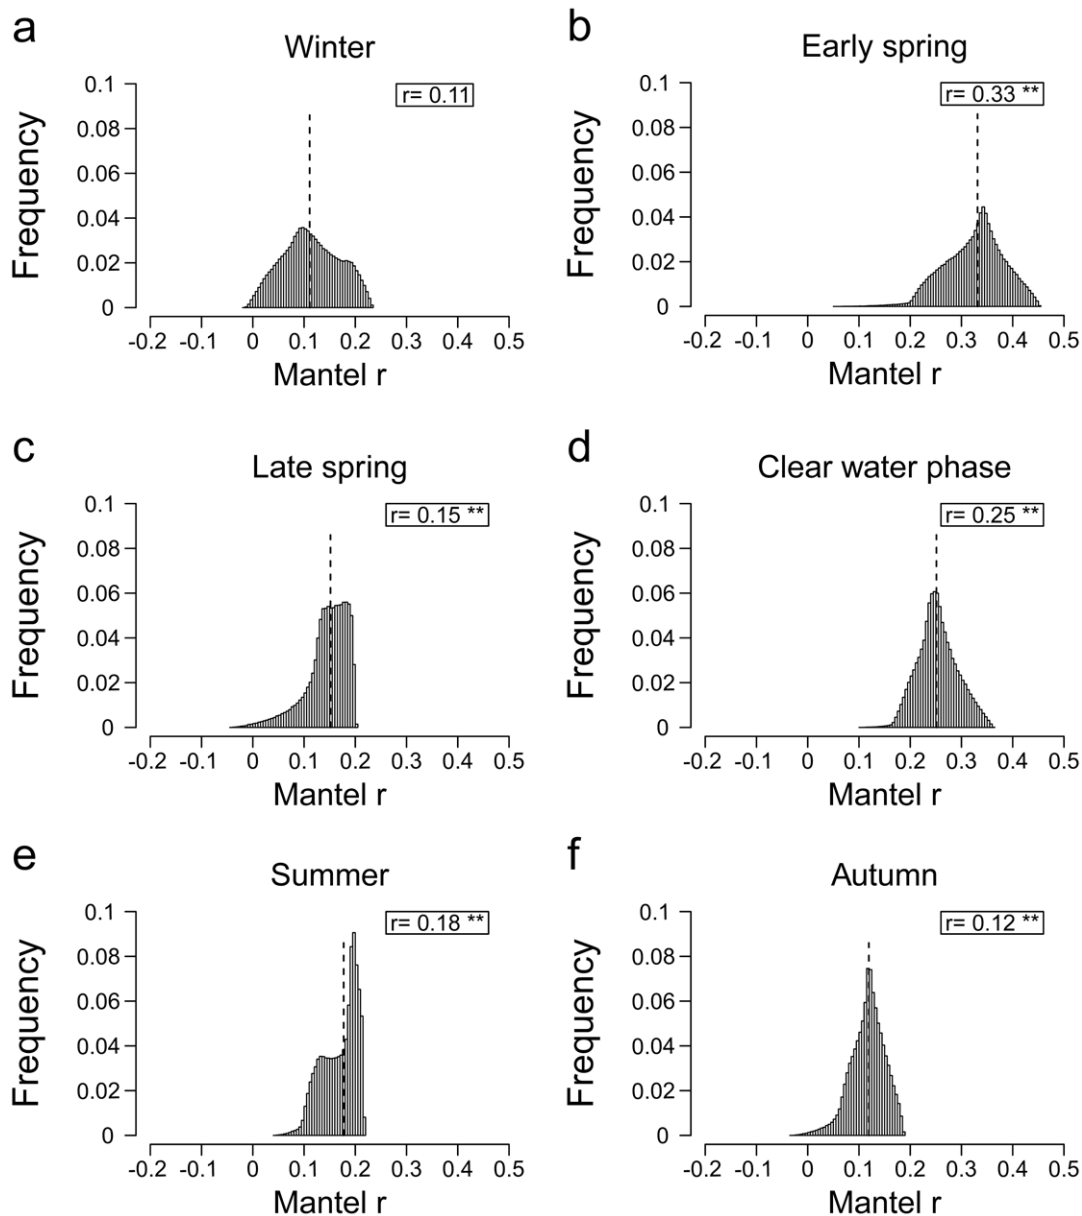 a
Winter
r= 0.11
Frequency
0.1
0.08
0.06
0.04
0.02
0
-0.2 -0.1 0 0.1 0.2 0.3 0.4 0.5
Mantel r
b
Early spring
r= 0.33 **
Frequency
0.1
0.08
0.06
0.04
0.02
0
-0.2 -0.1 0 0.1 0.2 0.3 0.4 0.5
Mantel r
c
Late spring
r= 0.15 **
Frequency
0.1
0.08
0.06
0.04
0.02
0
-0.2 -0.1 0 0.1 0.2 0.3 0.4 0.5
Mantel r
d
Clear water phase
r= 0.25 **
Frequency
0.1
0.08
0.06
0.04
0.02
0
-0.2 -0.1 0 0.1 0.2 0.3 0.4 0.5
Mantel r
e
Summer
r= 0.18 **
Frequency
0.1
0.08
0.06
0.04
0.02
0
-0.2 -0.1 0 0.1 0.2 0.3 0.4 0.5
Mantel r
f
Autumn
r= 0.12 **
Frequency
0.1
0.08
0.06
0.04
0.02
0
-0.2 -0.1 0 0.1 0.2 0.3 0.4 0.5
Mantel r